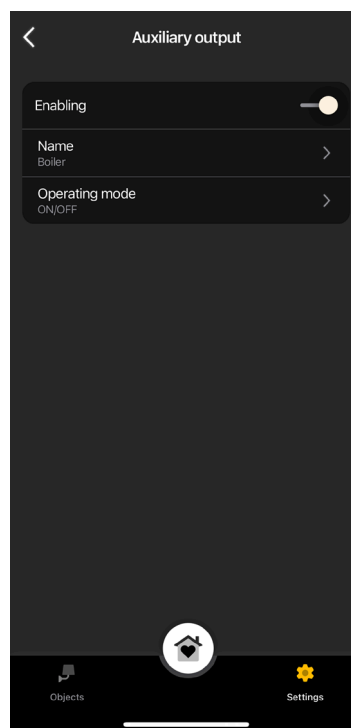 Auxiliary output
Enabling
Name
Boiler
Operating mode
ON/OFF
Objects
Settings